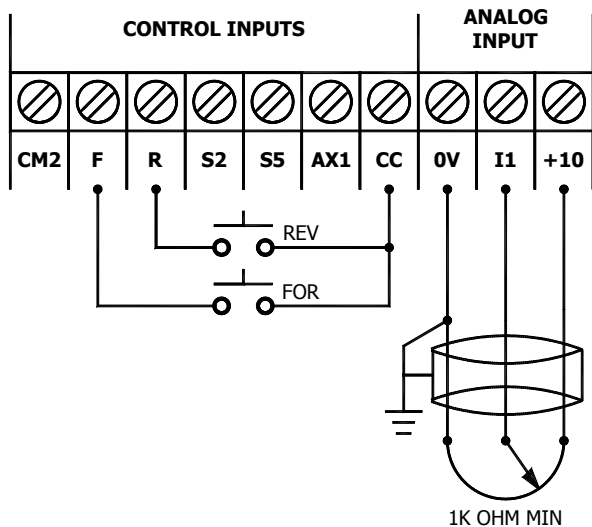 CONTROL INPUTS
ANALOG
INPUT
CM2 F R S2 S5 AX1 CC 0V I1 +10
REV
FOR
1K OHM MIN